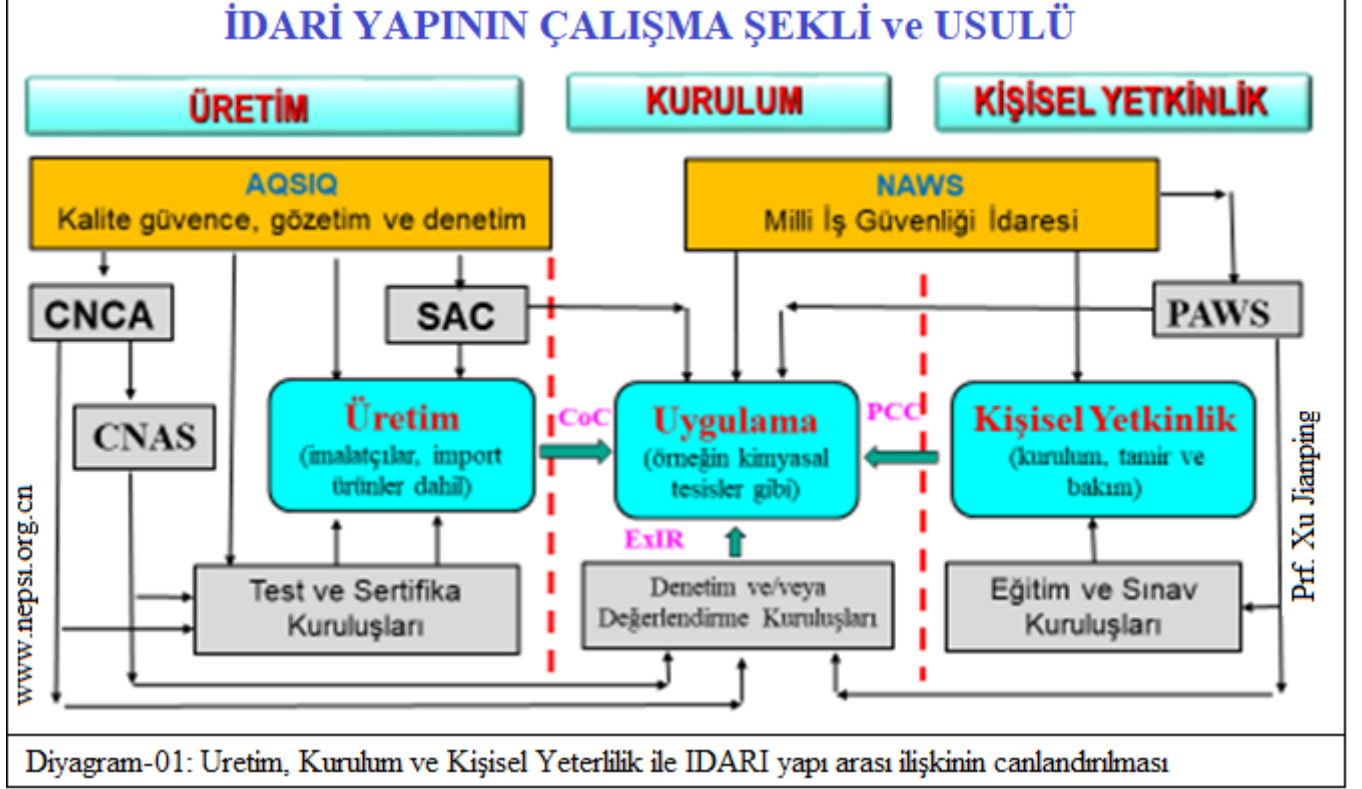 İDARİ YAPININ ÇALIŞMA ŞEKLİ ve USULÜ
ÜRETİM
KURULUM
KİŞİSEL YETKİNLİK
AQSIQ
Kalite güvence, gözetim ve denetim
NAWS
Milli İş Güvenliği İdaresi
CNCA
SAC
PAWS
CNAS
Üretim
(imalatçılar, import
ürünler dahil)
CoC
Uygulama
(örneğin kimyasal
tesisler gibi)
PCC
Kişisel Yetkinlik
(kurulum, tamir ve
bakım)
ExIR
Test ve Sertifika
Kuruluşları
Denetim ve/veya
Değerlendirme Kuruluşları
Eğitim ve Sınav
Kuruluşları
www.nepsi.org.cn
Prf. Xu Jianping
Diyagram-01: Uretim, Kurulum ve Kişisel Yeterlilik ile IDARI yapı arası ilişkinin canlandırılması